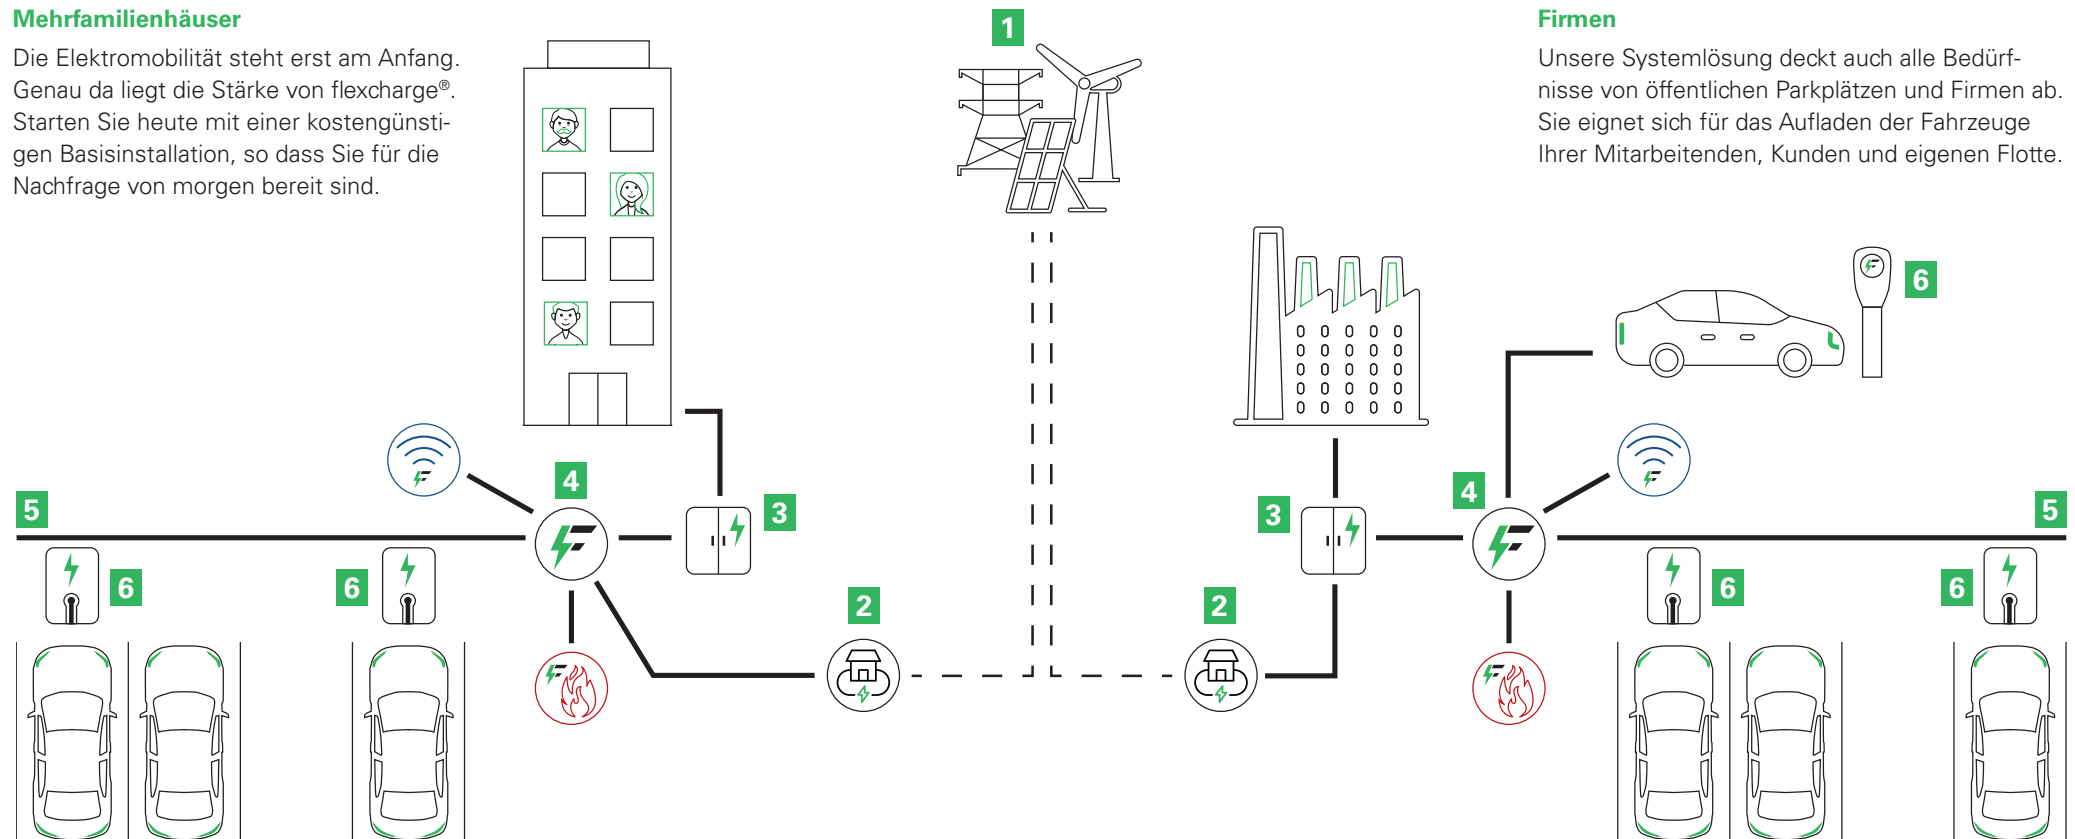 Mehrfamilienhäuser
Die Elektromobilität steht erst am Anfang.
Genau da liegt die Stärke von flexcharge®.
Starten Sie heute mit einer kostengünsti-
gen Basisinstallation, so dass Sie für die
Nachfrage von morgen bereit sind.
1
Firmen
Unsere Systemlösung deckt auch alle Bedürf-
nisse von öffentlichen Parkplätzen und Firmen ab.
Sie eignet sich für das Aufladen der Fahrzeuge
Ihrer Mitarbeitenden, Kunden und eigenen Flotte.
6
5
4
3
3
4
5
6
6
2
2
6
6